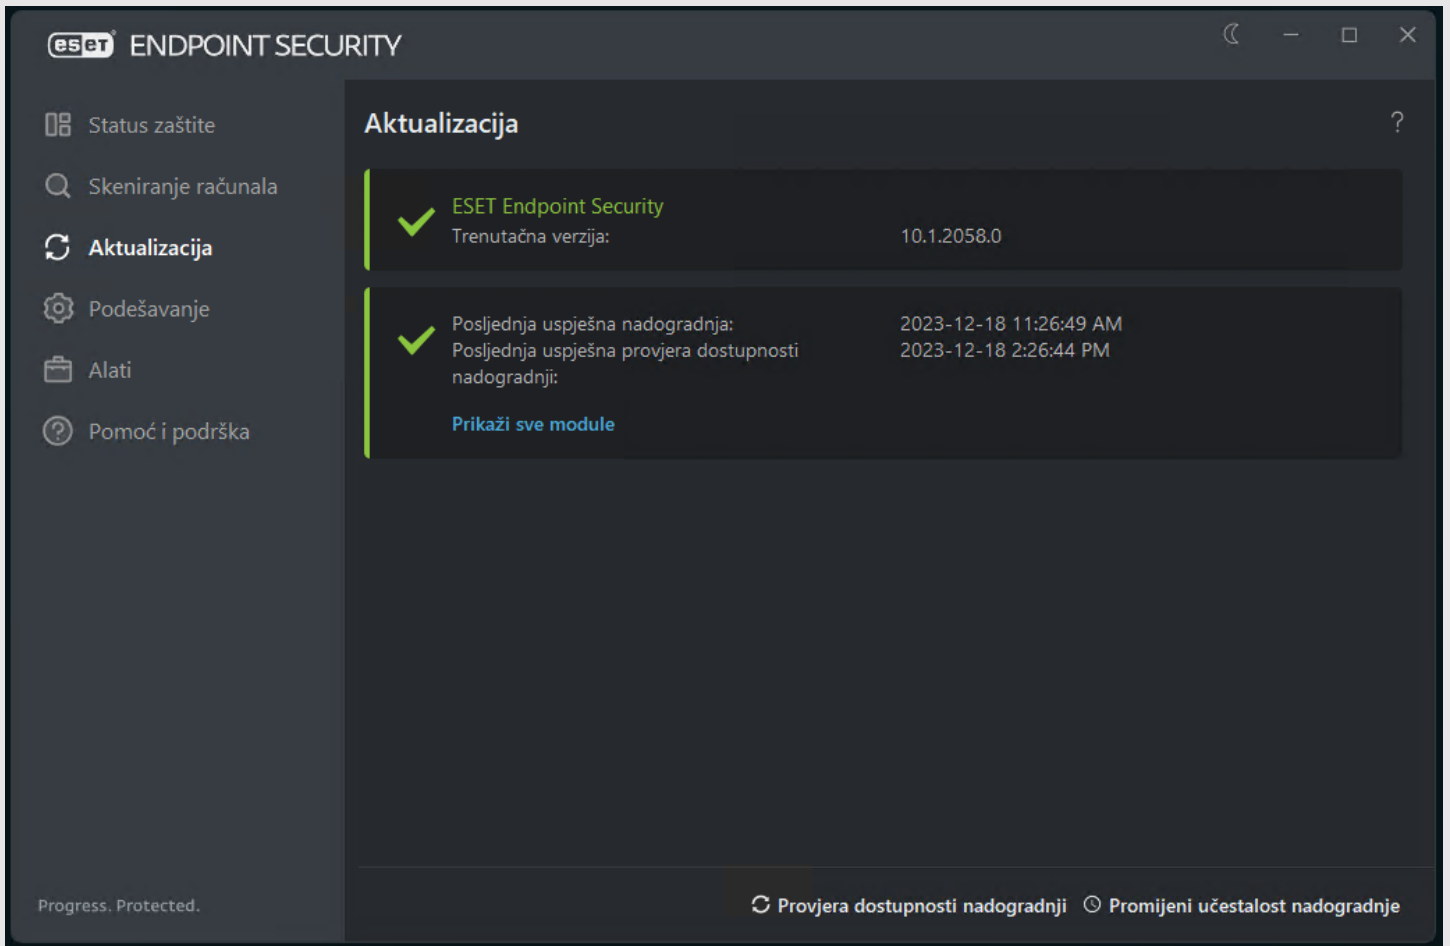 eset ENDPOINT SECURITY
Status zaštite
Skeniranje računala
Aktualizacija
Podešavanje
Alati
Pomoć i podrška
Progress. Protected.
Aktualizacija
?
ESET Endpoint Security
Trenutačna verzija: 10.1.2058.0
Posljednja uspješna nadogradnja: 2023-12-18 11:26:49 AM
Posljednja uspješna provjera dostupnosti 2023-12-18 2:26:44 PM
nadogradnji:
Prikaži sve module
Provjera dostupnosti nadogradnji Promijeni učestalost nadogradnje